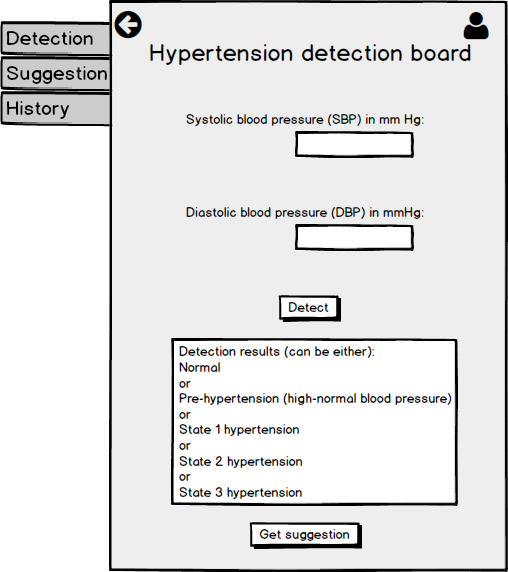 Detection
Suggestion
History
Hypertension detection board
Systolic blood pressure (SBP) in mm Hg:
Diastolic blood pressure (DBP) in mmHg:
Detect
Detection results (can be either):
Normal
or
Pre-hypertension (high-normal blood pressure)
or
State 1 hypertension
or
State 2 hypertension
or
State 3 hypertension
Get suggestion